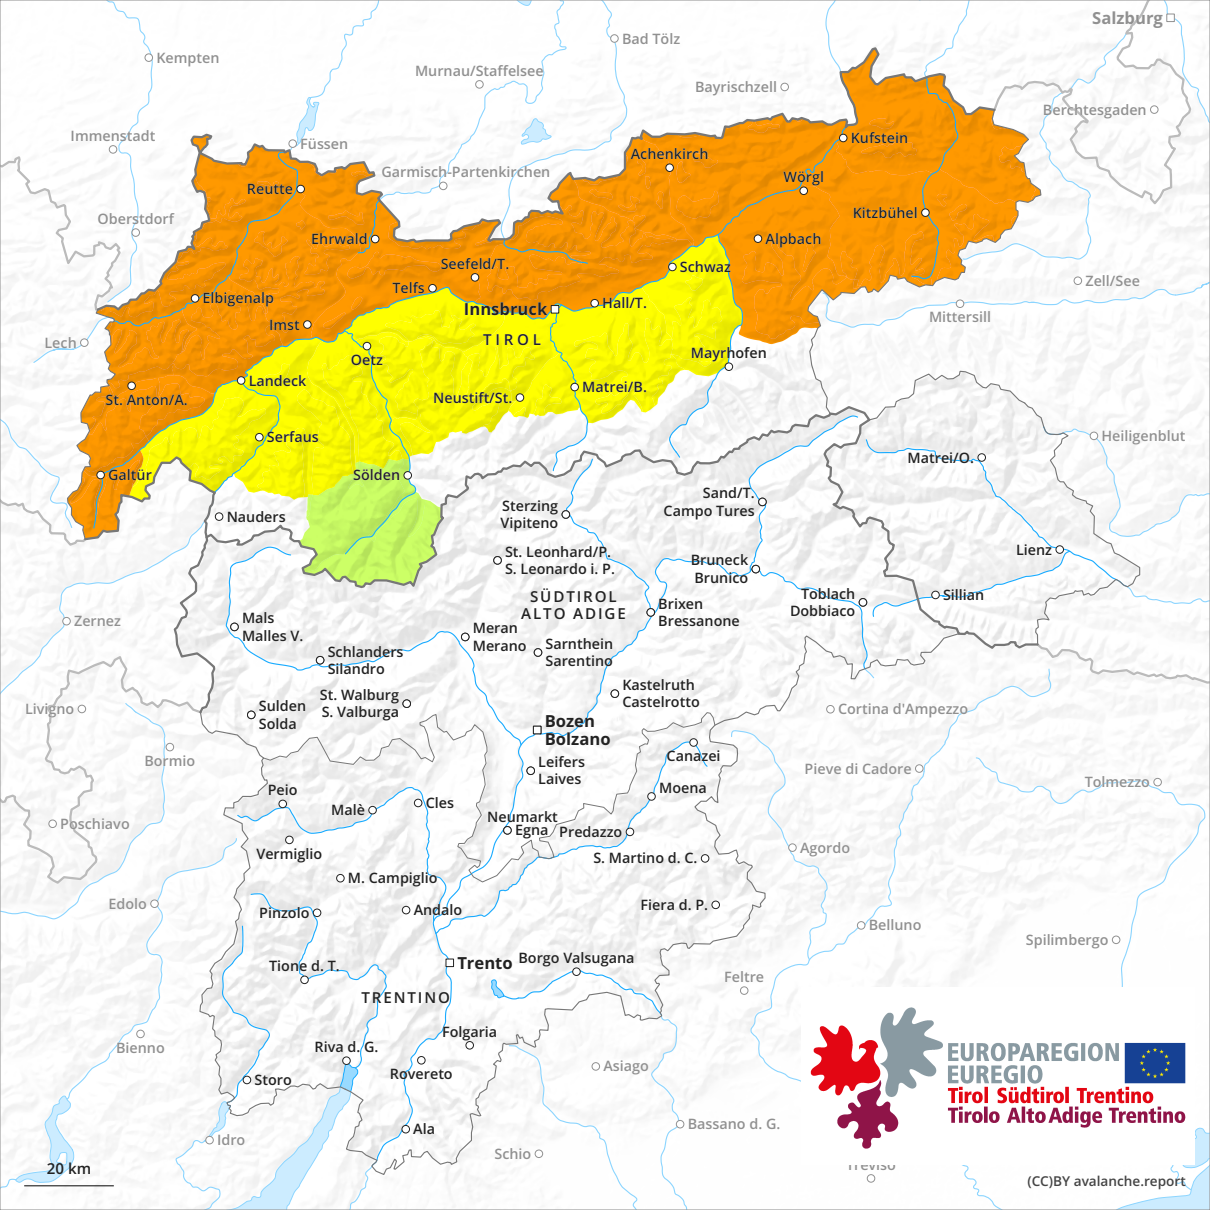 Salzburg
Bad Tölz
Kempten
Murnau/Staffelsee
Bayrischzell
Berchtesgaden
Immenstadt
Füssen
Kufstein
Achenkirch
Garmisch-Partenkirchen
Wörgl
Reutte
Oberstdorf
Kitzbühel
Ehrwald
Alpbach
Seefeld/T.
Schwaz
Zell/See
Telfs
Elbigenalp
Hall/T.
Innsbruck
Mittersill
Imst
TIROL
Lech
Oetz
Mayrhofen
Landeck
Matrei/B.
St. Anton/A.
Neustift/St.
Serfaus
Heiligenblut
Matrei/O.
Galtür
Sölden
Sand/T.
Campo Tures
Sterzing
Vipiteno
Nauders
St. Leonhard/P.
S. Leonardo i. P.
Lienz
Bruneck
Brunico
SÜDTIROL
ALTO ADIGE
Toblach
Dobbiaco
Sillian
Brixen
Bressanone
Zernez
Mals
Malles V.
Meran
Merano
Sarnthein
Sarentino
Schlanders
Silandro
Kastelruth
Castelrotto
St. Walburg
S. Valburga
Sulden
Solda
Livigno
Cortina d'Ampezzo
Bozen
Bolzano
Canazei
Bormio
Leifers
Laives
Pieve di Cadore
Tolmezzo
Peio
Moena
Malè
Cles
Neumarkt
Egna
Predazzo
Poschiavo
Vermiglio
Agordo
S. Martino d. C.
M. Campiglio
Edolo
Pinzolo
Andalo
Fiera d. P.
Belluno
Spilimbergo
Trento
Borgo Valsugana
Tione d. T.
Feltre
TRENTINO
Folgaria
Bienno
Riva d. G.
Rovereto
Asiago
Storo
EUROPAREGION
EUREGIO
Tirol Südtirol Trentino
Tirolo Alto Adige Trentino
Ala
Bassano d. G.
Idro
Schio
Treviso
20 km
(CC)BY avalanche.report